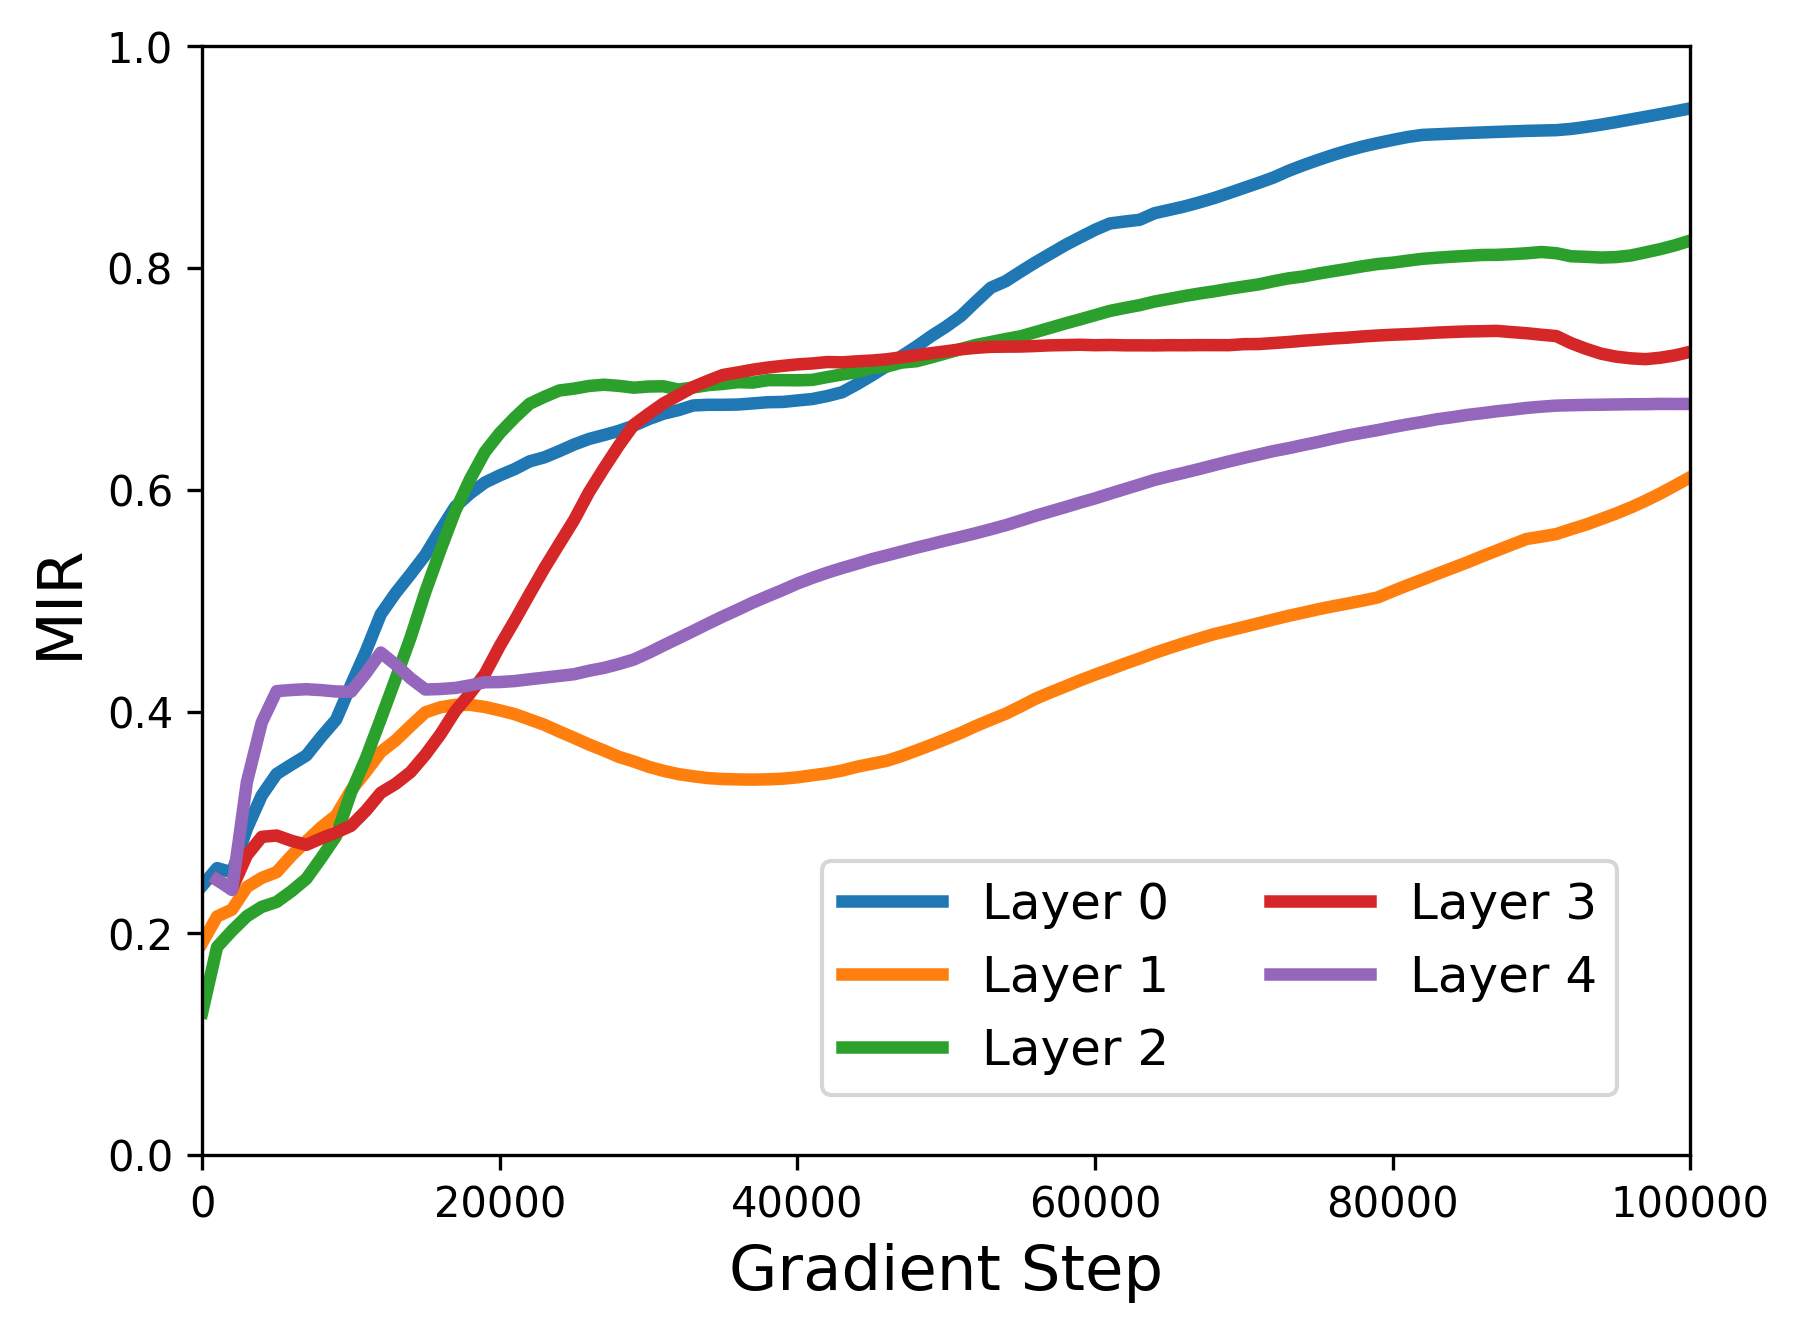 MIR
1.0
0.8
0.6
0.4
0.2
0.0
0 20000 40000 60000 80000 100000
Gradient Step
Layer 0
Layer 1
Layer 2
Layer 3
Layer 4